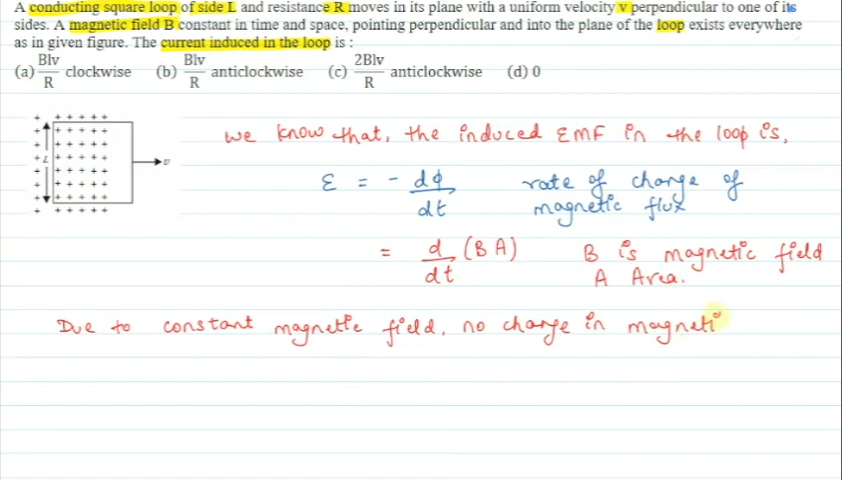 A conducting square loop of side L and resistance R moves in its plane with a uniform velocity v perpendicular to one of its
sides. A magnetic field B constant in time and space, pointing perpendicular and into the plane of the loop exists everywhere
as in given figure. The current induced in the loop is :
(a) Blv/R clockwise (b) Blv/R anticlockwise (c) 2Blv/R anticlockwise (d) 0
We know that, the induced EMF in the loop is,
L
v
ε = - dϕ/dt rate of change of
magnetic flux
= d/dt (BA) B is magnetic field
A Area.
Due to constant magnetic field, no change in magneti